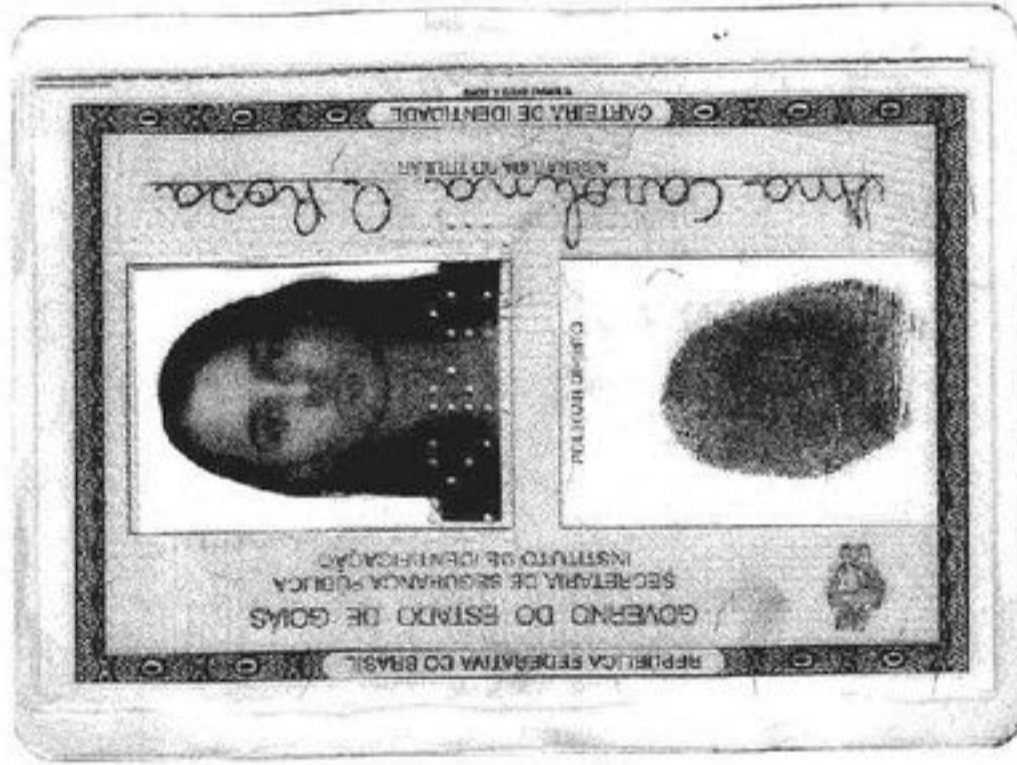 REPÚBLICA FEDERATIVA DO BRASIL
GOVERNO DO ESTADO DE GOIÁS
SECRETARIA DE SEGURANÇA PÚBLICA
INSTITUTO DE IDENTIFICAÇÃO
POLEGAR DIREITO
Ana Carolina R. Rosa
ASSINATURA DO TITULAR
CARTEIRA DE IDENTIDADE